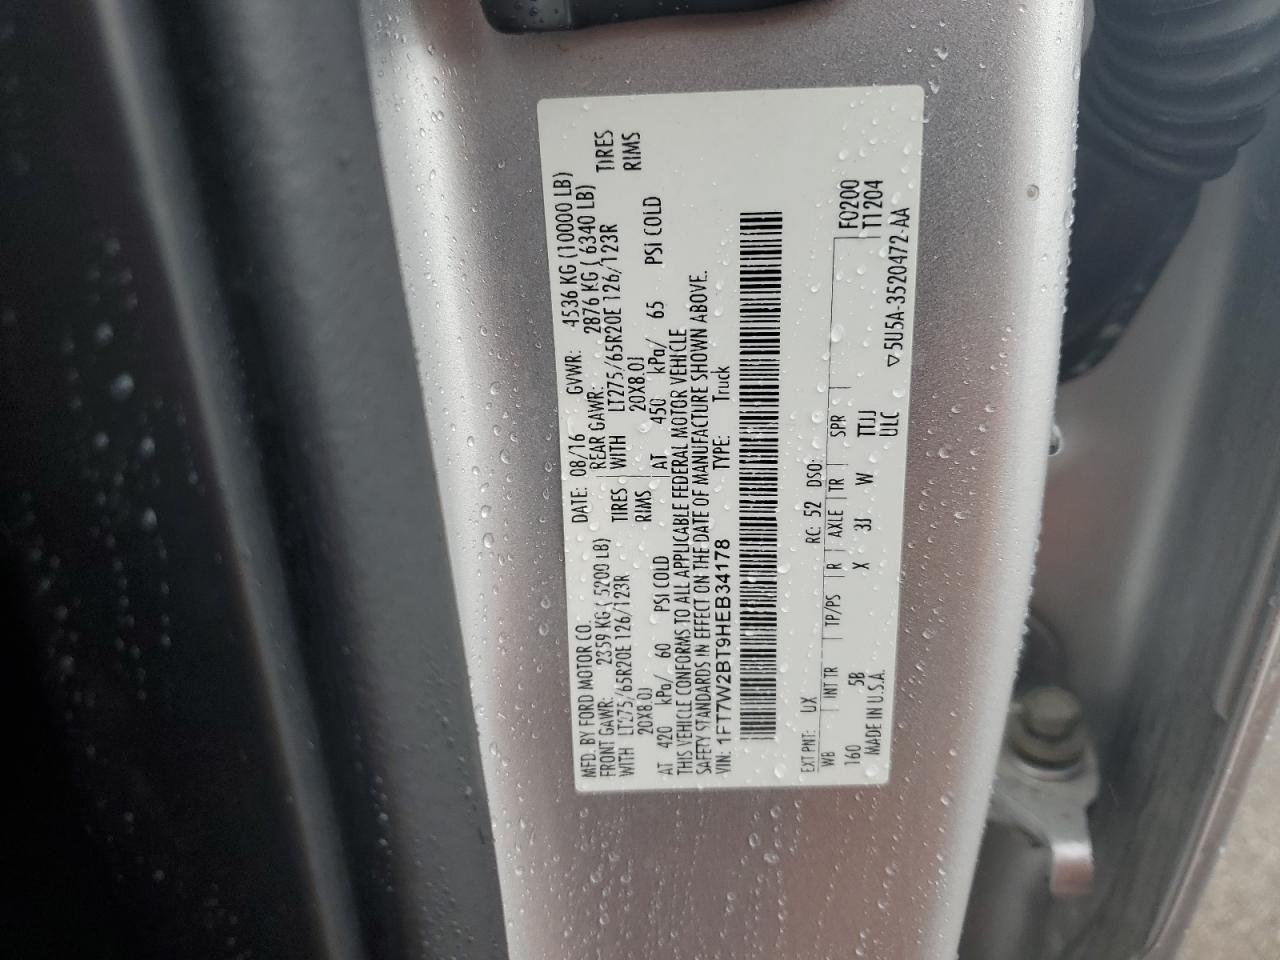 MFD. BY FORD MOTOR CO. DATE: 08/16 GVWR: 4536 KG (10000 LB)
FRONT GAWR: 2359 KG ( 5200 LB) REAR GAWR: 2876 KG ( 6340 LB)
WITH LT275/65R20E 126/123R TIRES WITH LT275/65R20E 126/123R TIRES
20X8.0J RIMS 20X8.0J RIMS
AT 420 kPa/ 60 PSI COLD AT 450 kPa/ 65 PSI COLD
THIS VEHICLE CONFORMS TO ALL APPLICABLE FEDERAL MOTOR VEHICLE
SAFETY STANDARDS IN EFFECT ON THE DATE OF MANUFACTURE SHOWN ABOVE.
VIN: 1FT7W2BT9HEB34178 TYPE: Truck
EXT PNT: UX RC: 52 DSO:
WB INT TR TP/PS R AXLE TR SPR F0200
160 5B X 3J W TTJJ T1204
MADE IN U.S.A. ULC ▽5U5A-3520472-AA